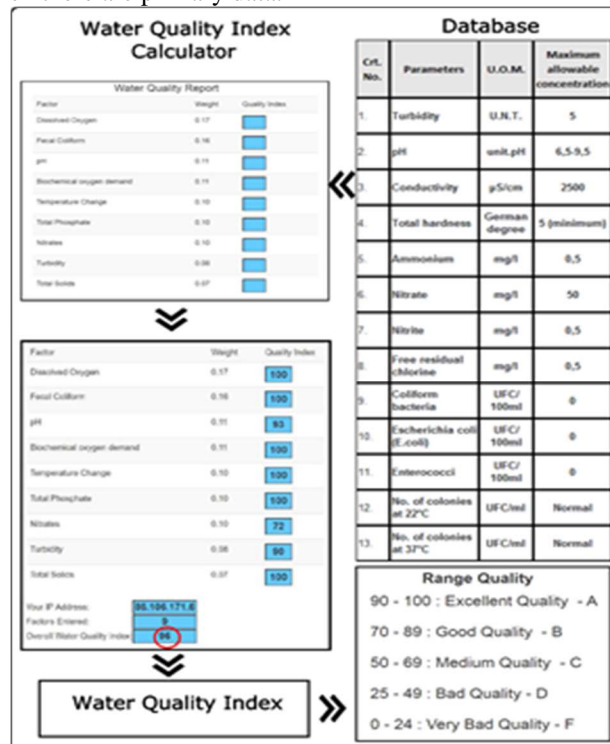 Water Quality Index
Calculator
Water Quality Report
Factor Weight Quality Index
Dissolved Oxygen 0.17
Fecal Coliform 0.16
pH 0.11
Biochemical oxygen demand 0.11
Temperature Change 0.10
Total Phosphate 0.10
Nitrates 0.10
Turbidity 0.08
Total Solids 0.07
Factor Weight Quality Index
Dissolved Oxygen 0.17 100
Fecal Coliform 0.16 100
pH 0.11 93
Biochemical oxygen demand 0.11 100
Temperature Change 0.10 100
Total Phosphate 0.10 100
Nitrates 0.10 72
Turbidity 0.08 90
Total Solids 0.07 100
Your IP Address:
Factors Entered: 9
Overall Water Quality Index 96
Water Quality Index
Database
Crt. No. Parameters U.O.M. Maximum allowable concentration
1. Turbidity U.N.T. 5
2. pH unit.pH 6,5-9,5
3. Conductivity µS/cm 2500
4. Total hardness German degree 5 (minimum)
5. Ammonium mg/l 0,5
6. Nitrate mg/l 50
7. Nitrite mg/l 0,5
8. Free residual chlorine mg/l 0,5
9. Coliform bacteria UFC/ 100ml 0
10. Escherichia coli (E.coli) UFC/ 100ml 0
11. Enterococci UFC/ 100ml 0
12. No. of colonies at 22°C UFC/ml Normal
13. No. of colonies at 37°C UFC/ml Normal
Range Quality
90 - 100 : Excellent Quality - A
70 - 89 : Good Quality - B
50 - 69 : Medium Quality - C
25 - 49 : Bad Quality - D
0 - 24 : Very Bad Quality - F